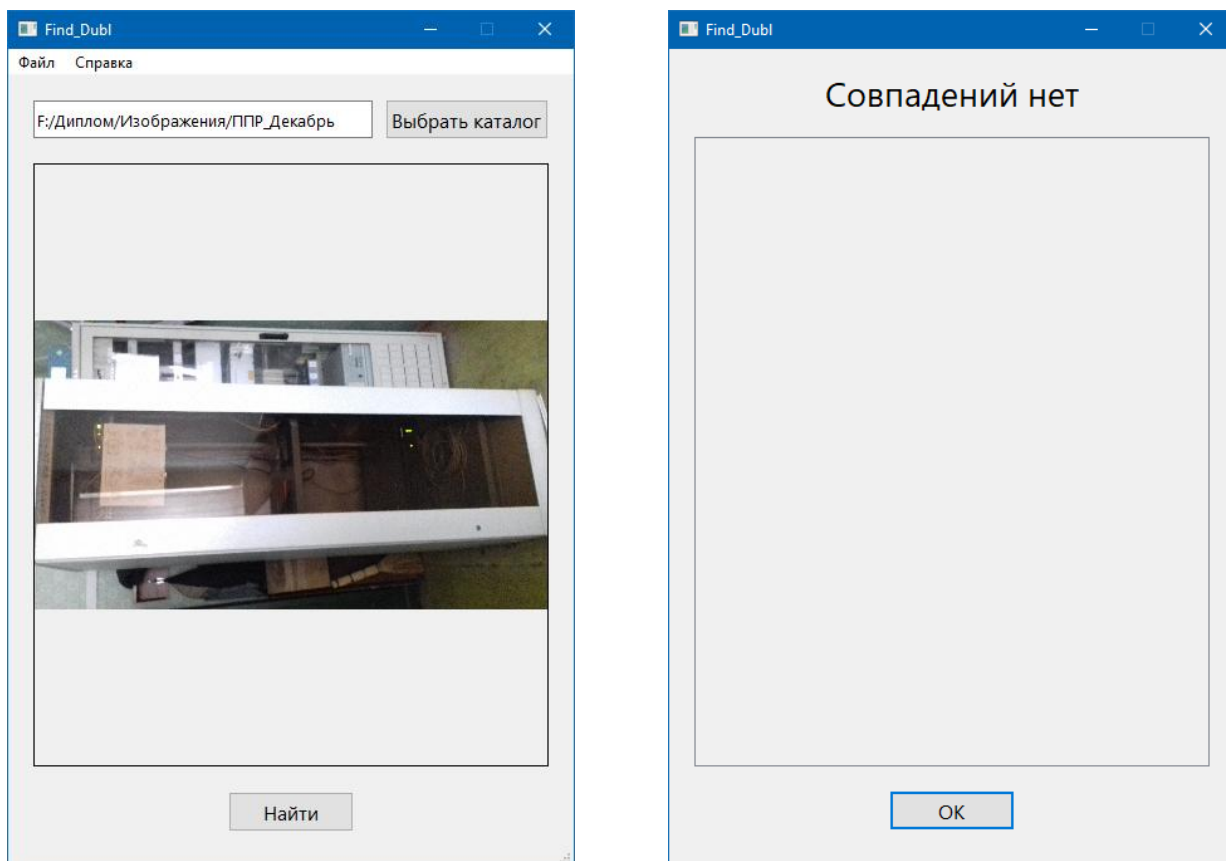 Find_Dubl
Файл Справка
F:/Диплом/Изображения/ППР_Декабрь
Выбрать каталог
Найти
Find_Dubl
Совпадений нет
OK